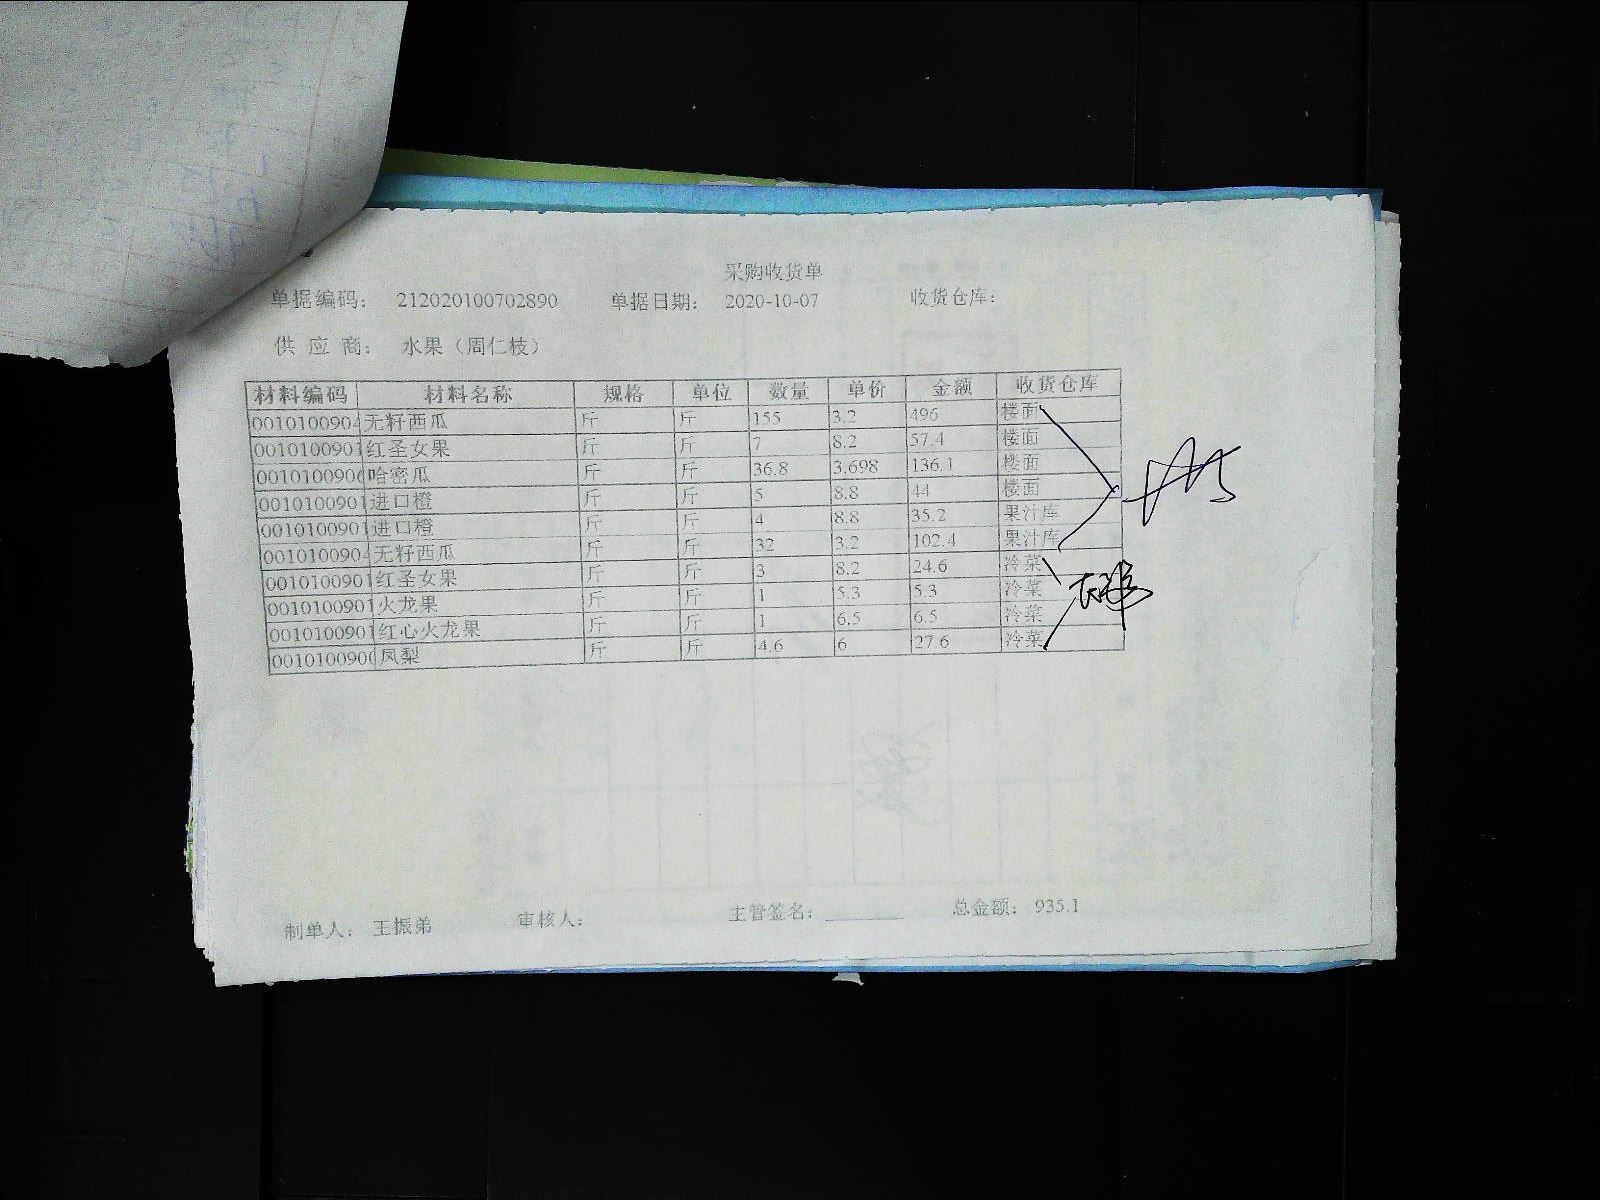 采购收货单
单据编码： 212020100702890 单据日期： 2020-10-07 收货仓库：
供 应 商： 水果（周仁枝）
材料编码 材料名称 规格 单位 数量 单价 金额 收货仓库
0010100904 无籽西瓜 斤 斤 155 3.2 496 楼面
0010100901 红圣女果 斤 斤 7 8.2 57.4 楼面
001010090 哈密瓜 斤 斤 36.8 3.698 136.1 楼面
0010100901 进口橙 斤 斤 5 8.8 44 楼面
0010100901 进口橙 斤 斤 4 8.8 35.2 果汁库
0010100904 无籽西瓜 斤 斤 32 3.2 102.4 果汁库
0010100901 红圣女果 斤 斤 3 8.2 24.6 冷菜
0010100901 火龙果 斤 斤 1 5.3 5.3 冷菜
0010100901 红心火龙果 斤 斤 1 6.5 6.5 冷菜
001010090 凤梨 斤 斤 4.6 6 27.6 冷菜
制单人： 王振弟 审核人： 主管签名： 总金额： 935.1